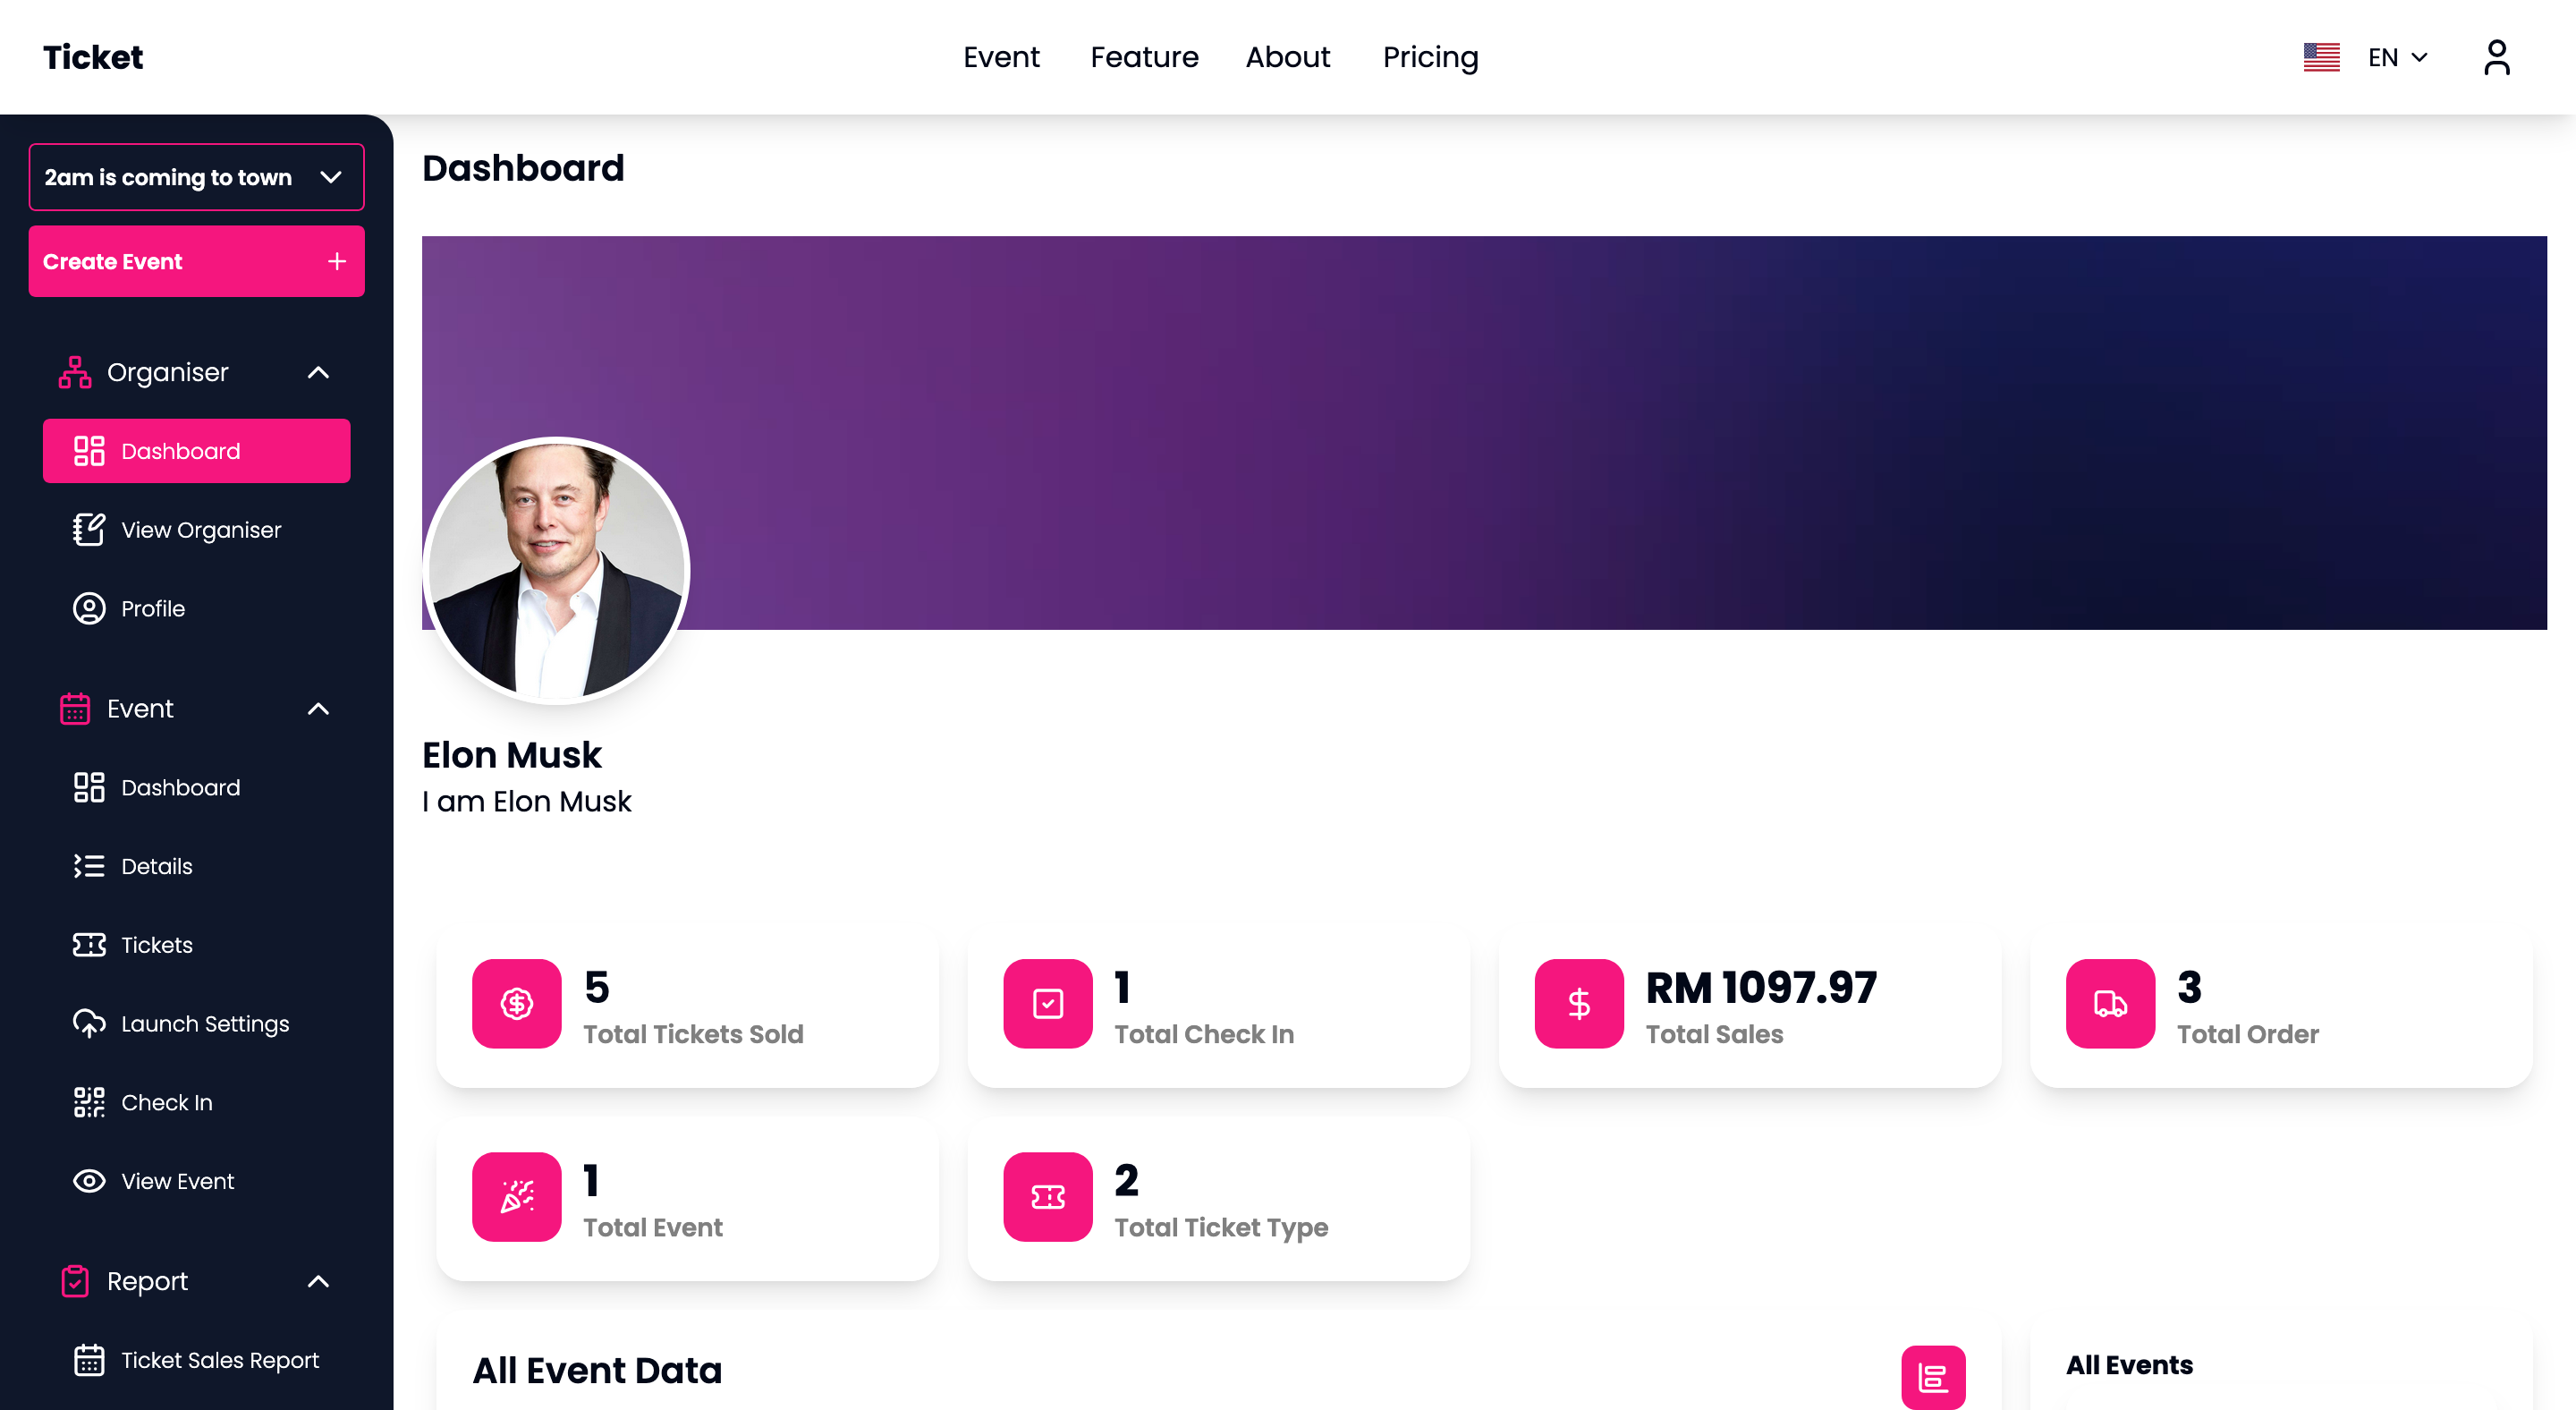 Ticket
Event Feature About Pricing
EN
2am is coming to town
Create Event
Organiser
Dashboard
View Organiser
Profile
Event
Dashboard
Details
Tickets
Launch Settings
Check In
View Event
Report
Ticket Sales Report
Dashboard
Elon Musk
I am Elon Musk
5
Total Tickets Sold
1
Total Check In
RM 1097.97
Total Sales
3
Total Order
1
Total Event
2
Total Ticket Type
All Event Data
All Events